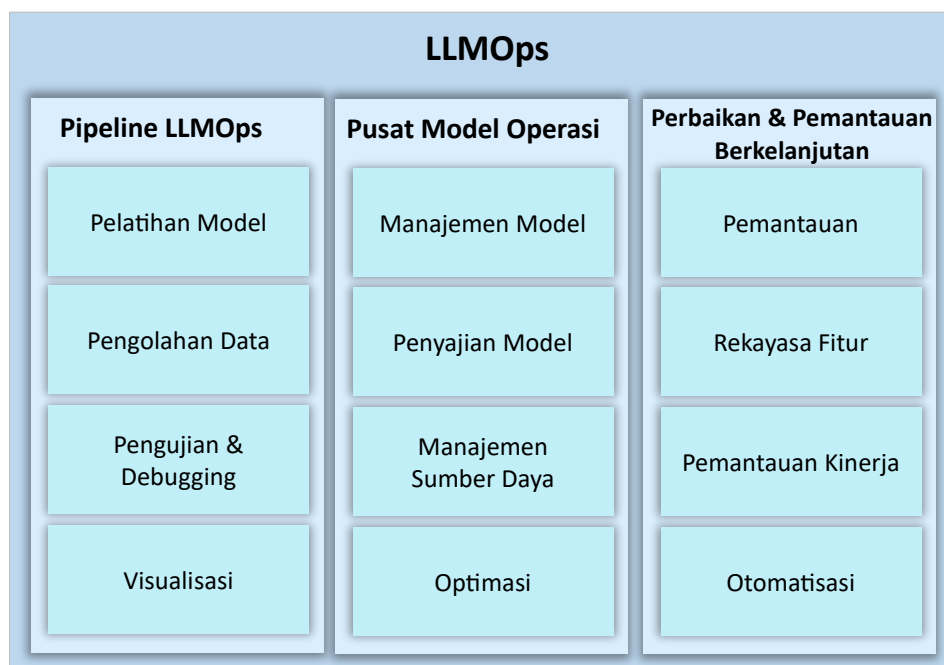 LLMOps
Pipeline LLMOps
Pelatihan Model
Pengolahan Data
Pengujian &
Debugging
Visualisasi
Pusat Model Operasi
Manajemen Model
Penyajian Model
Manajemen
Sumber Daya
Optimasi
Perbaikan & Pemantauan
Berkelanjutan
Pemantauan
Rekayasa Fitur
Pemantauan Kinerja
Otomatisasi